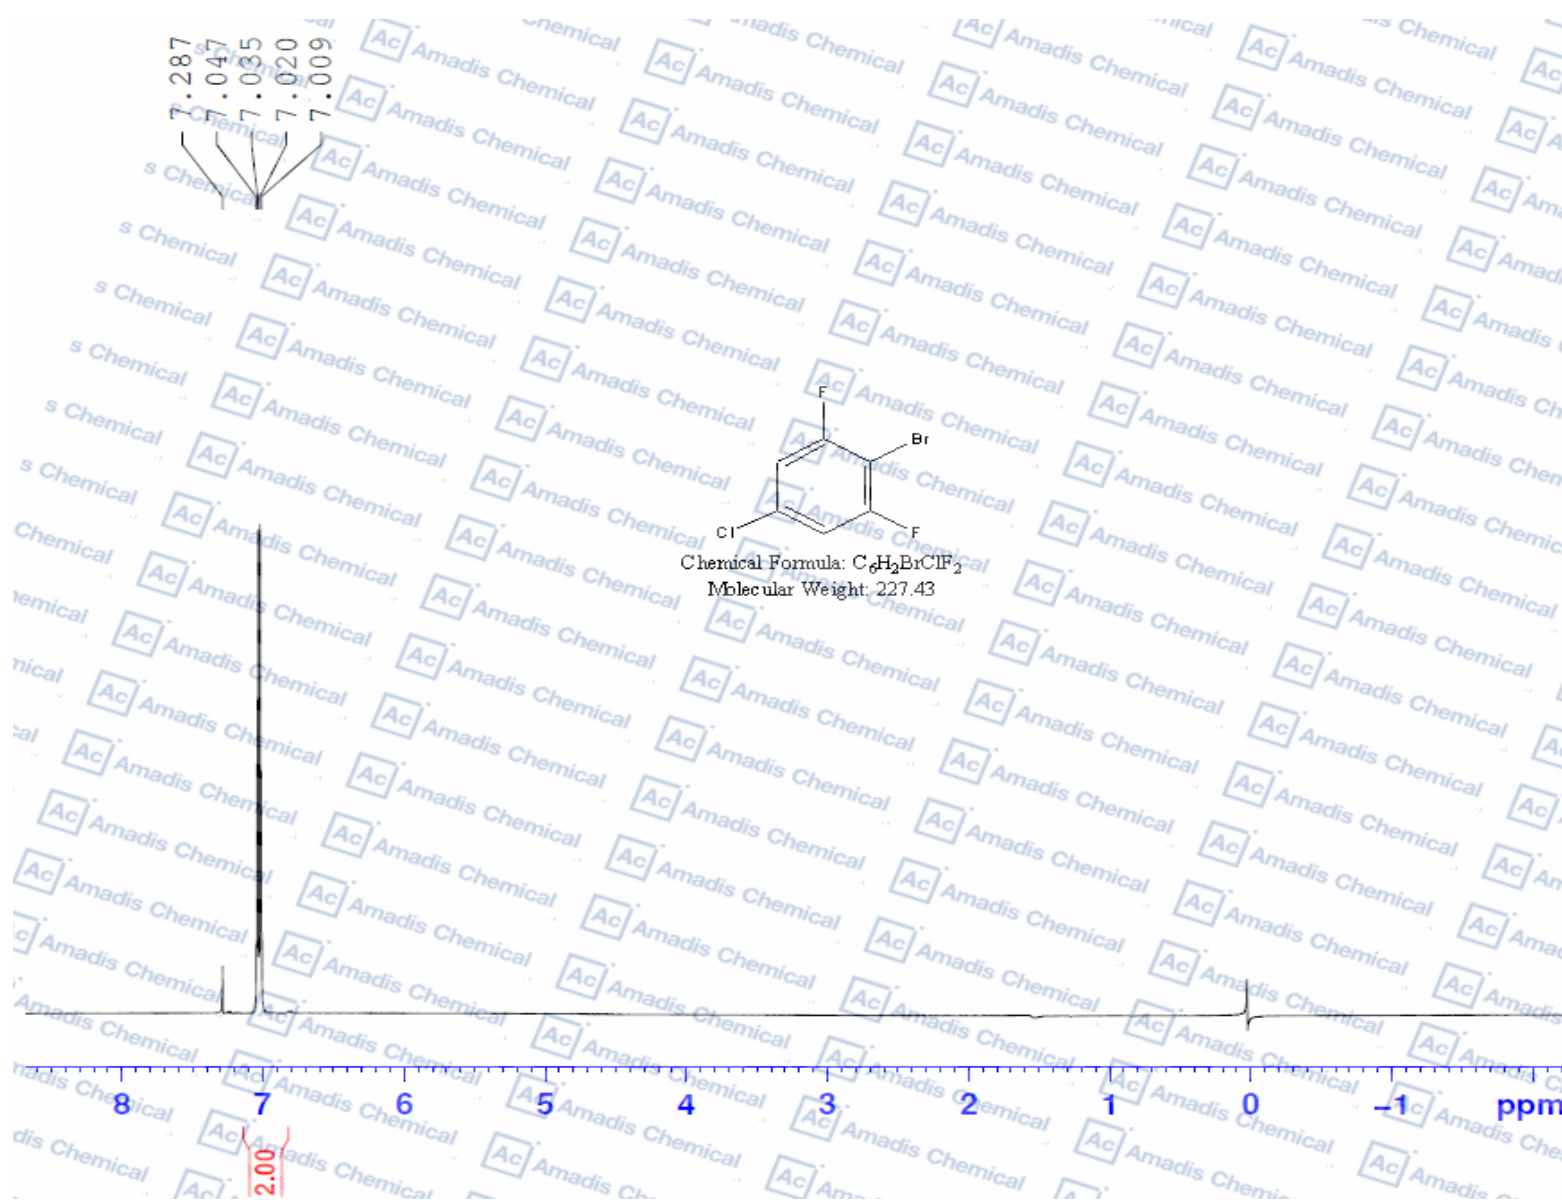 7.287
7.047
7.035
7.020
7.009
F
Br
Cl
F
Chemical Formula: C₆H₂BrClF₂
Molecular Weight: 227.43
8 7 6 5 4 3 2 1 0 -1 ppm
2.00
Ac Amadis Chemical